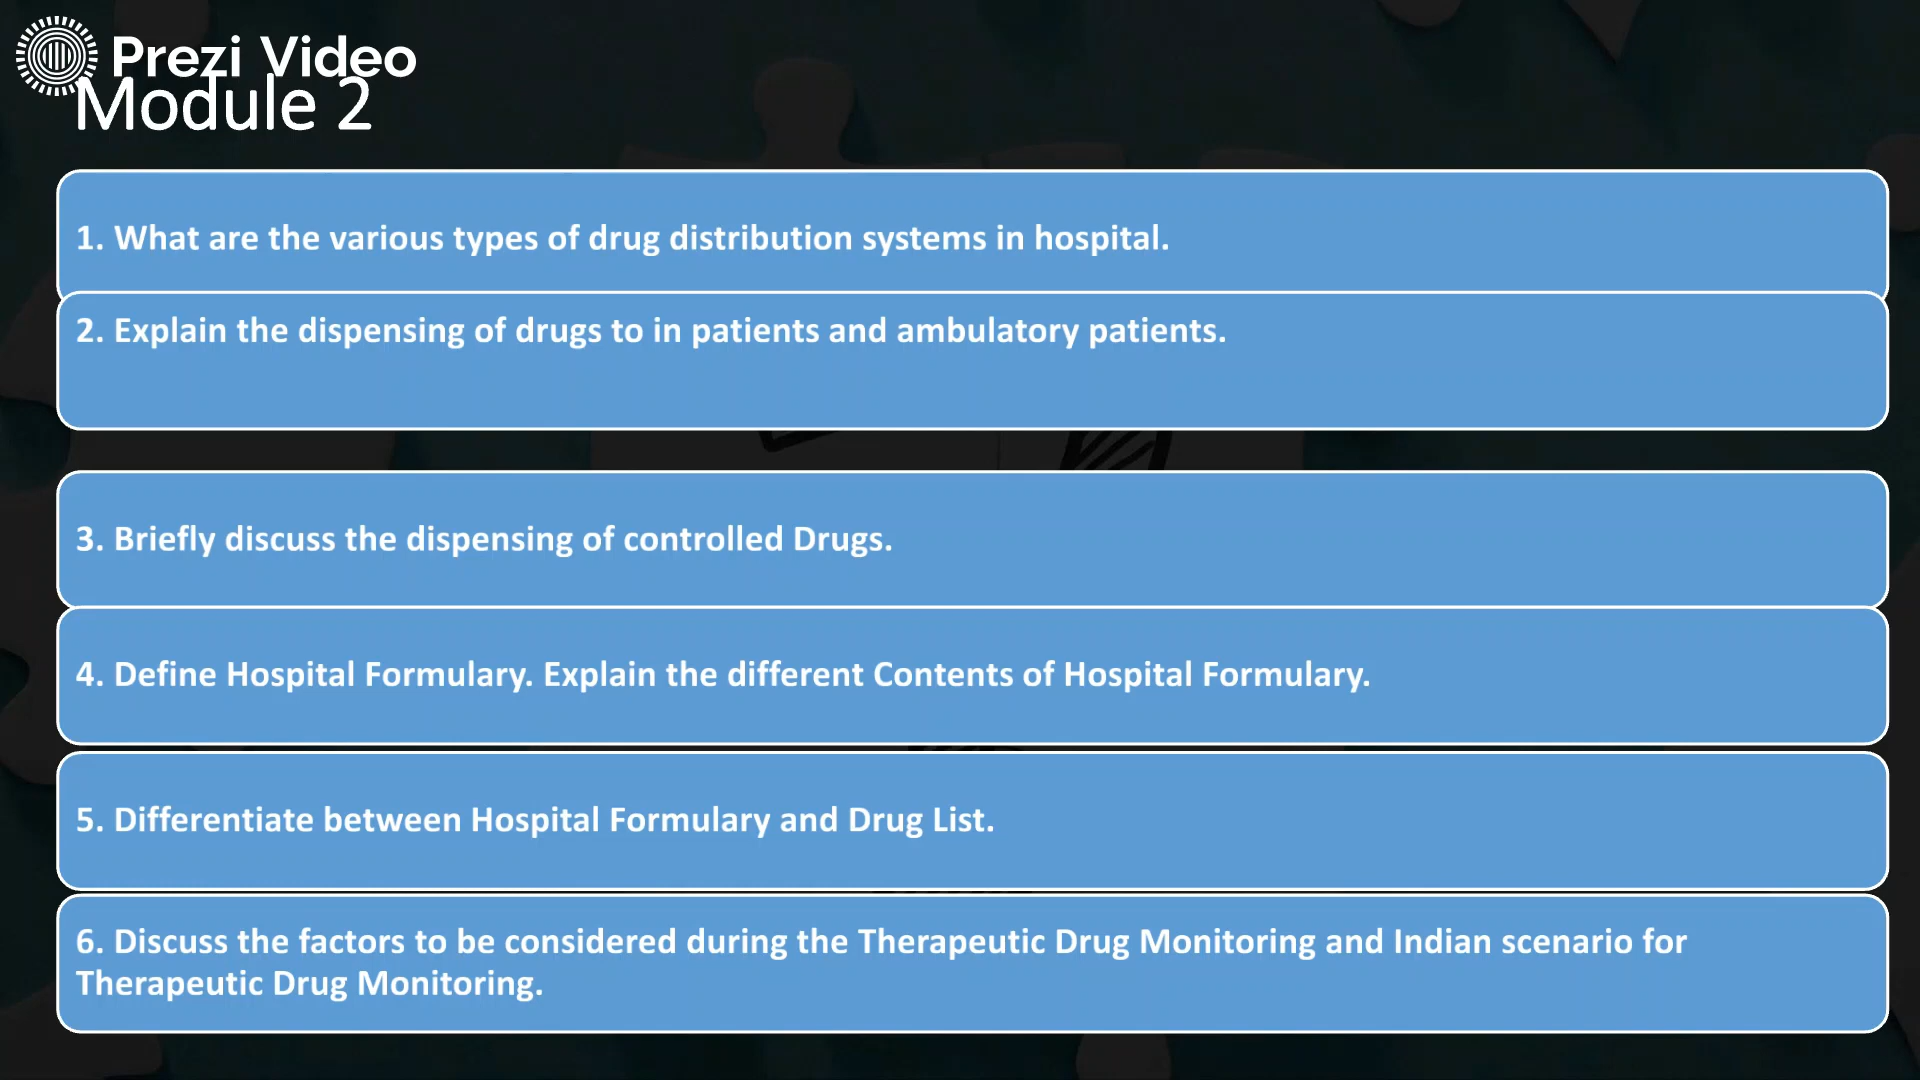 Prezi Video
Module 2
1. What are the various types of drug distribution systems in hospital.
2. Explain the dispensing of drugs to in patients and ambulatory patients.
3. Briefly discuss the dispensing of controlled Drugs.
4. Define Hospital Formulary. Explain the different Contents of Hospital Formulary.
5. Differentiate between Hospital Formulary and Drug List.
6. Discuss the factors to be considered during the Therapeutic Drug Monitoring and Indian scenario for
Therapeutic Drug Monitoring.